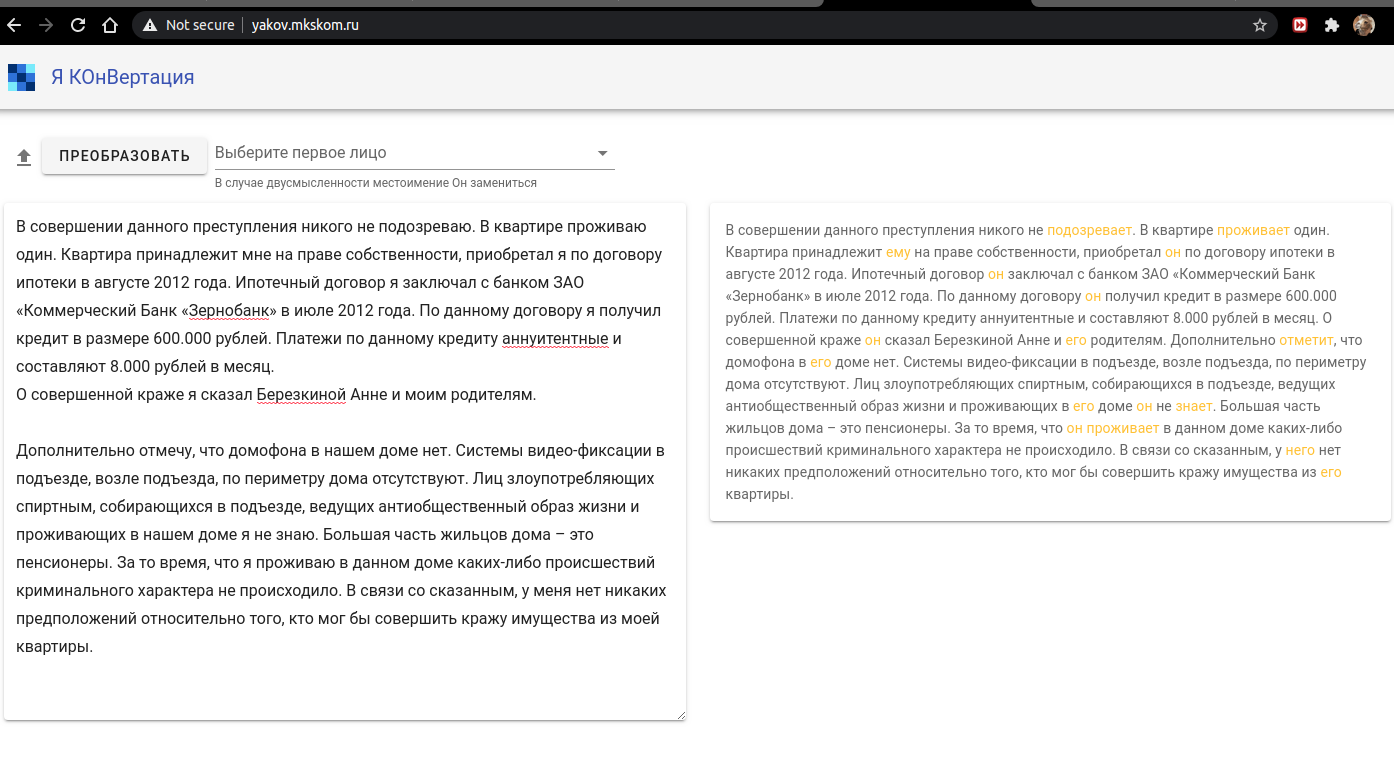 Not secure | yakov.mkskom.ru
Я КОнВертация
ПРЕОБРАЗОВАТЬ
Выберите первое лицо
В случае двусмысленности местоимение Он замениться
В совершении данного преступления никого не подозреваю. В квартире проживаю
один. Квартира принадлежит мне на праве собственности, приобретал я по договору
ипотеки в августе 2012 года. Ипотечный договор я заключал с банком ЗАО
«Коммерческий Банк «Зернобанк» в июле 2012 года. По данному договору я получил
кредит в размере 600.000 рублей. Платежи по данному кредиту аннуитентные и
составляют 8.000 рублей в месяц.
О совершенной краже я сказал Березкиной Анне и моим родителям.
Дополнительно отмечу, что домофона в нашем доме нет. Системы видео-фиксации в
подъезде, возле подъезда, по периметру дома отсутствуют. Лиц злоупотребляющих
спиртным, собирающихся в подъезде, ведущих антиобщественный образ жизни и
проживающих в нашем доме я не знаю. Большая часть жильцов дома – это
пенсионеры. За то время, что я проживаю в данном доме каких-либо происшествий
криминального характера не происходило. В связи со сказанным, у меня нет никаких
предположений относительно того, кто мог бы совершить кражу имущества из моей
квартиры.
В совершении данного преступления никого не подозревает. В квартире проживает один.
Квартира принадлежит ему на праве собственности, приобретал он по договору ипотеки в
августе 2012 года. Ипотечный договор он заключал с банком ЗАО «Коммерческий Банк
«Зернобанк» в июле 2012 года. По данному договору он получил кредит в размере 600.000
рублей. Платежи по данному кредиту аннуитентные и составляют 8.000 рублей в месяц. О
совершенной краже он сказал Березкиной Анне и его родителям. Дополнительно отметит, что
домофона в его доме нет. Системы видео-фиксации в подъезде, возле подъезда, по периметру
дома отсутствуют. Лиц злоупотребляющих спиртным, собирающихся в подъезде, ведущих
антиобщественный образ жизни и проживающих в его доме он не знает. Большая часть
жильцов дома – это пенсионеры. За то время, что он проживает в данном доме каких-либо
происшествий криминального характера не происходило. В связи со сказанным, у него нет
никаких предположений относительно того, кто мог бы совершить кражу имущества из его
квартиры.